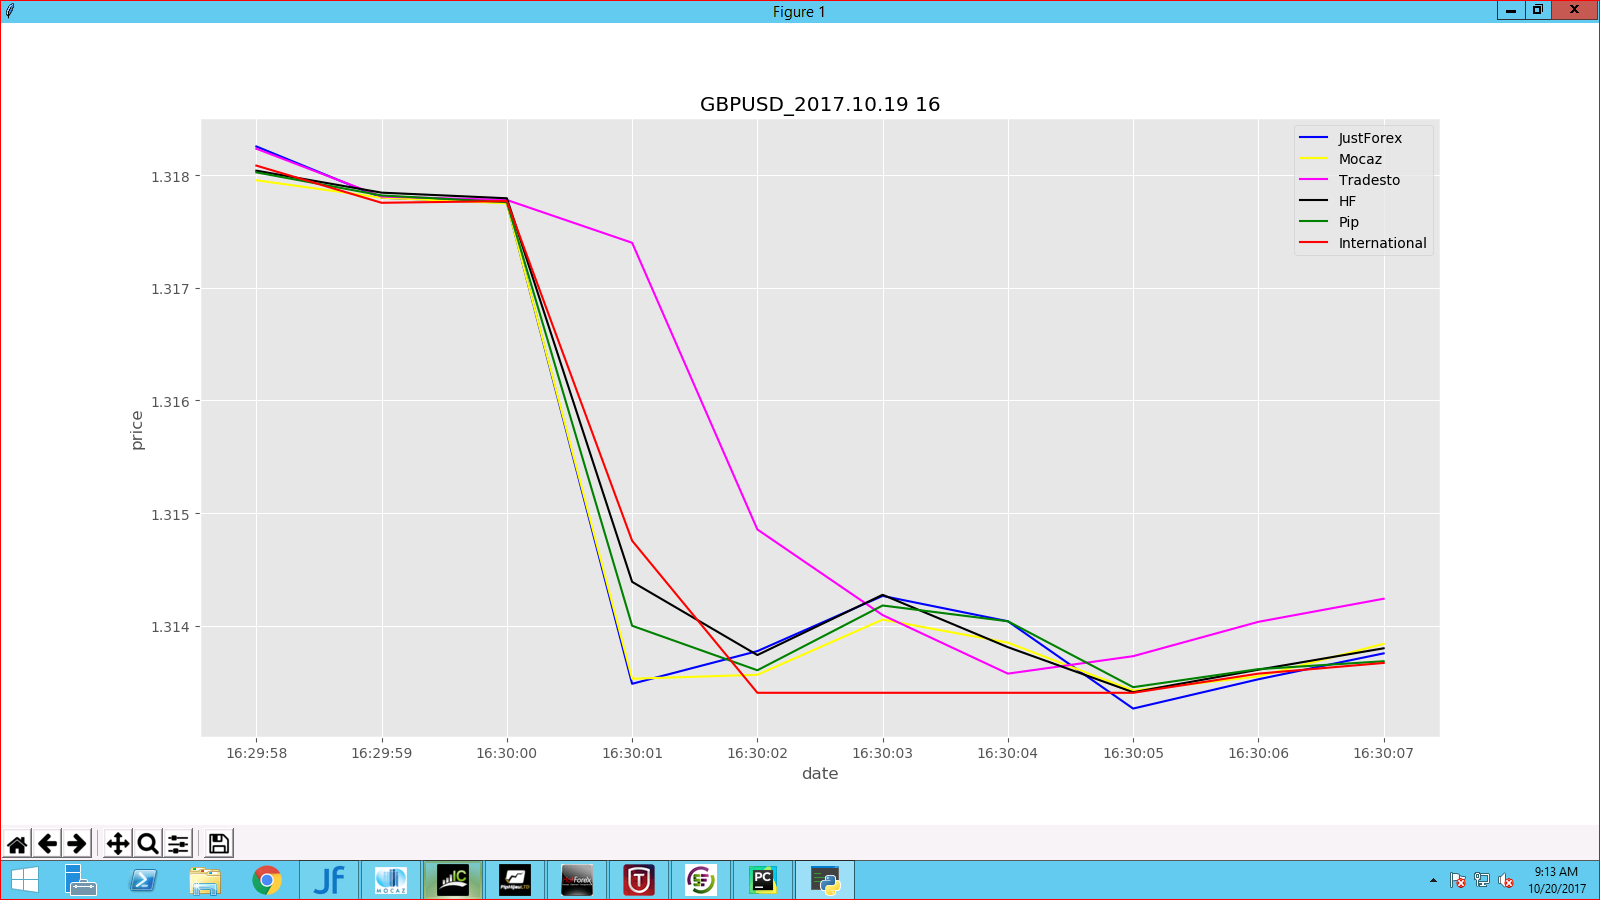 Figure 1
GBPUSD_2017.10.19 16
JustForex
Mocaz
Tradesto
HF
Pip
International
1.318
1.317
1.316
1.315
1.314
price
16:29:58 16:29:59 16:30:00 16:30:01 16:30:02 16:30:03 16:30:04 16:30:05 16:30:06 16:30:07
date
JF
MOCAZ
IC
Forex
T
PC
9:13 AM
10/20/2017